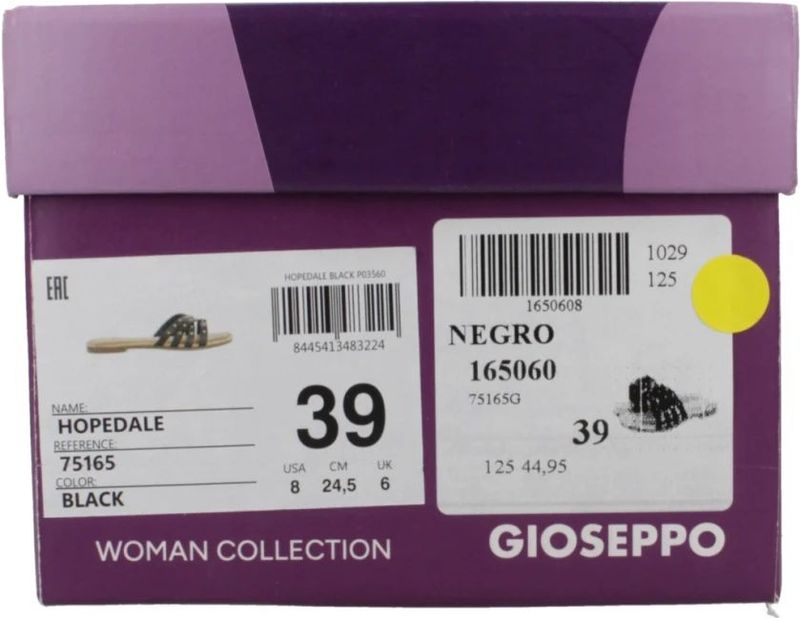 EAC
HOPEDALE BLACK P03560
8445413483224
NAME:
HOPEDALE
REFERENCE:
75165
COLOR:
BLACK
39
USA CM UK
8 24,5 6
1029
125
1650608
NEGRO
165060
75165G
39
125 44,95
WOMAN COLLECTION
GIOSEPPO